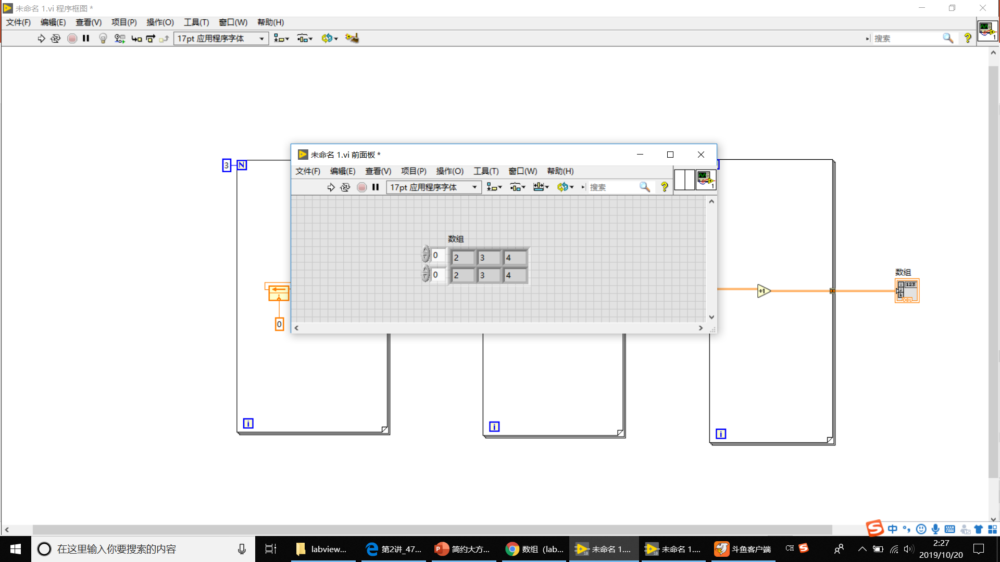 未命名 1.vi 程序框图 *
文件(F) 编辑(E) 查看(V) 项目(P) 操作(O) 工具(T) 窗口(W) 帮助(H)
17pt 应用程序字体 搜索 ?
1
3 N
未命名 1.vi 前面板 *
文件(F) 编辑(E) 查看(V) 项目(P) 操作(O) 工具(T) 窗口(W) 帮助(H)
17pt 应用程序字体 搜索 ?
1
数组
0 2 3 4
0 2 3 4
数组
123
DBL
+1
i
0
i
i
i
中
在这里输入你要搜索的内容
labview...
第2讲_47...
简约大方...
数组（lab...
未命名 1....
未命名 1....
斗鱼客户端
CH
2:27
2019/10/20